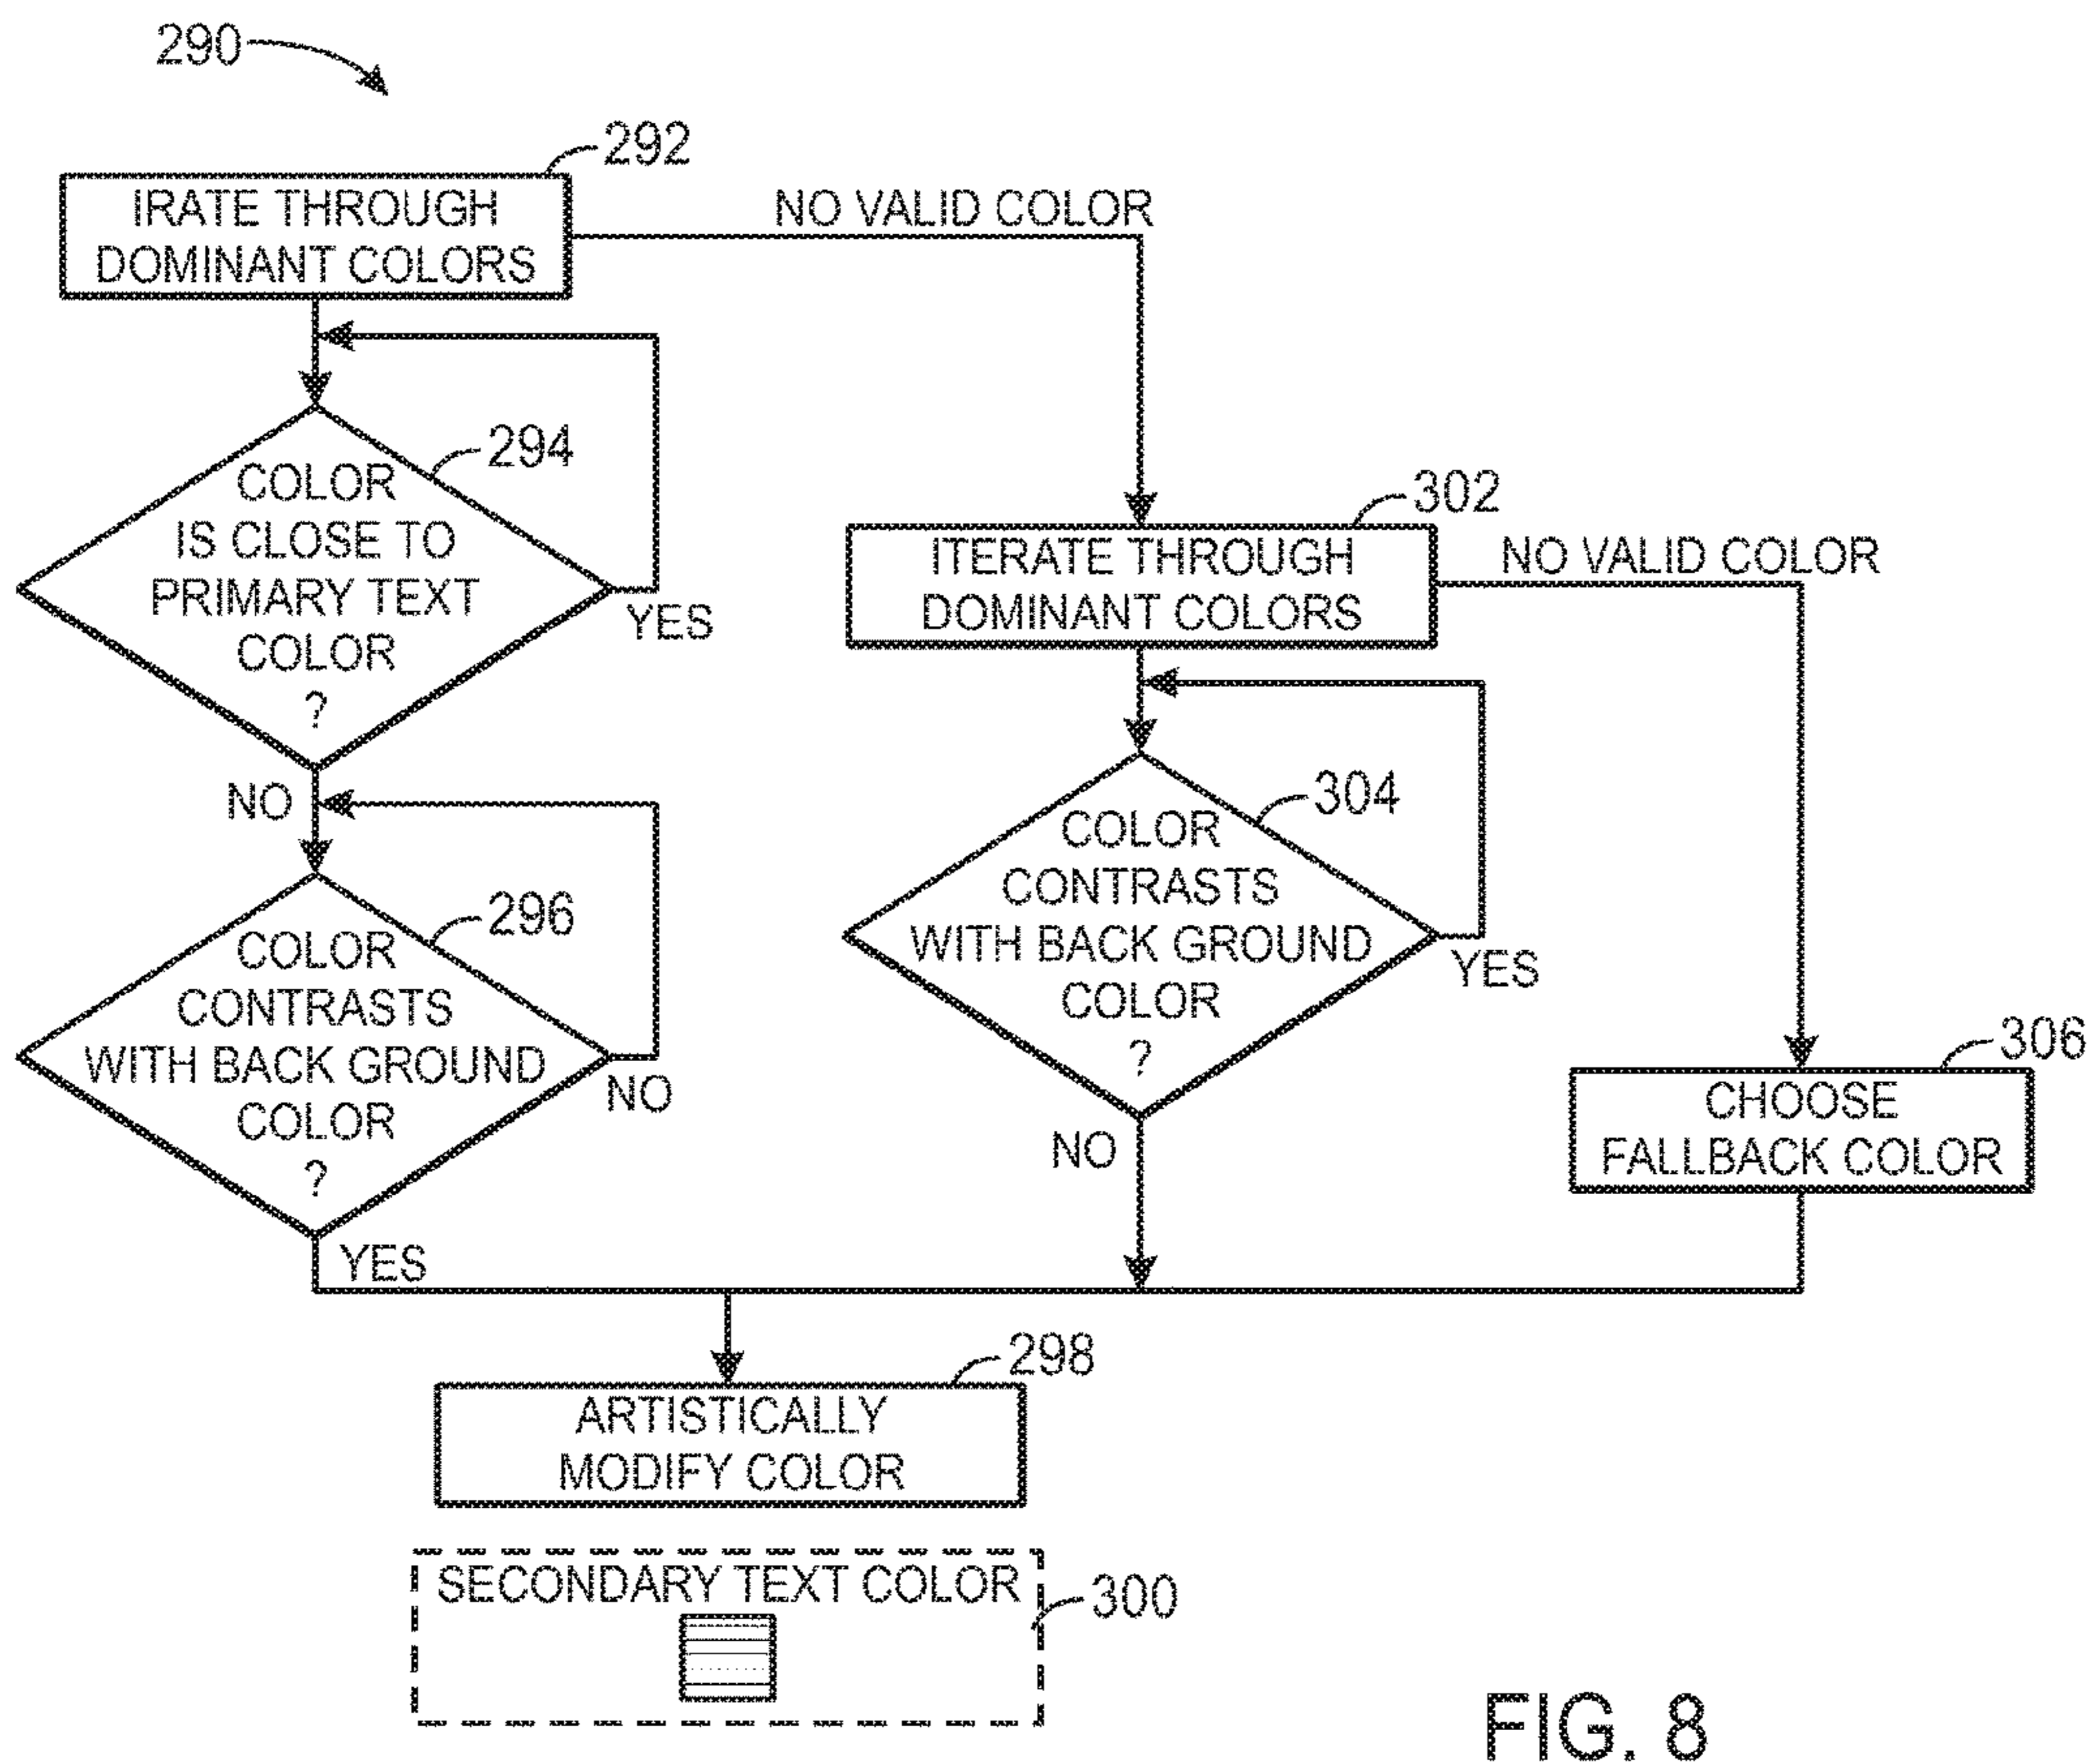 290
292
IRATE THROUGH
DOMINANT COLORS
NO VALID COLOR
294
COLOR
IS CLOSE TO
PRIMARY TEXT
COLOR
?
YES
NO
302
ITERATE THROUGH
DOMINANT COLORS
NO VALID COLOR
296
COLOR
CONTRASTS
WITH BACK GROUND
COLOR
?
NO
YES
304
COLOR
CONTRASTS
WITH BACK GROUND
COLOR
?
YES
NO
306
CHOOSE
FALLBACK COLOR
298
ARTISTICALLY
MODIFY COLOR
SECONDARY TEXT COLOR
300
FIG. 8